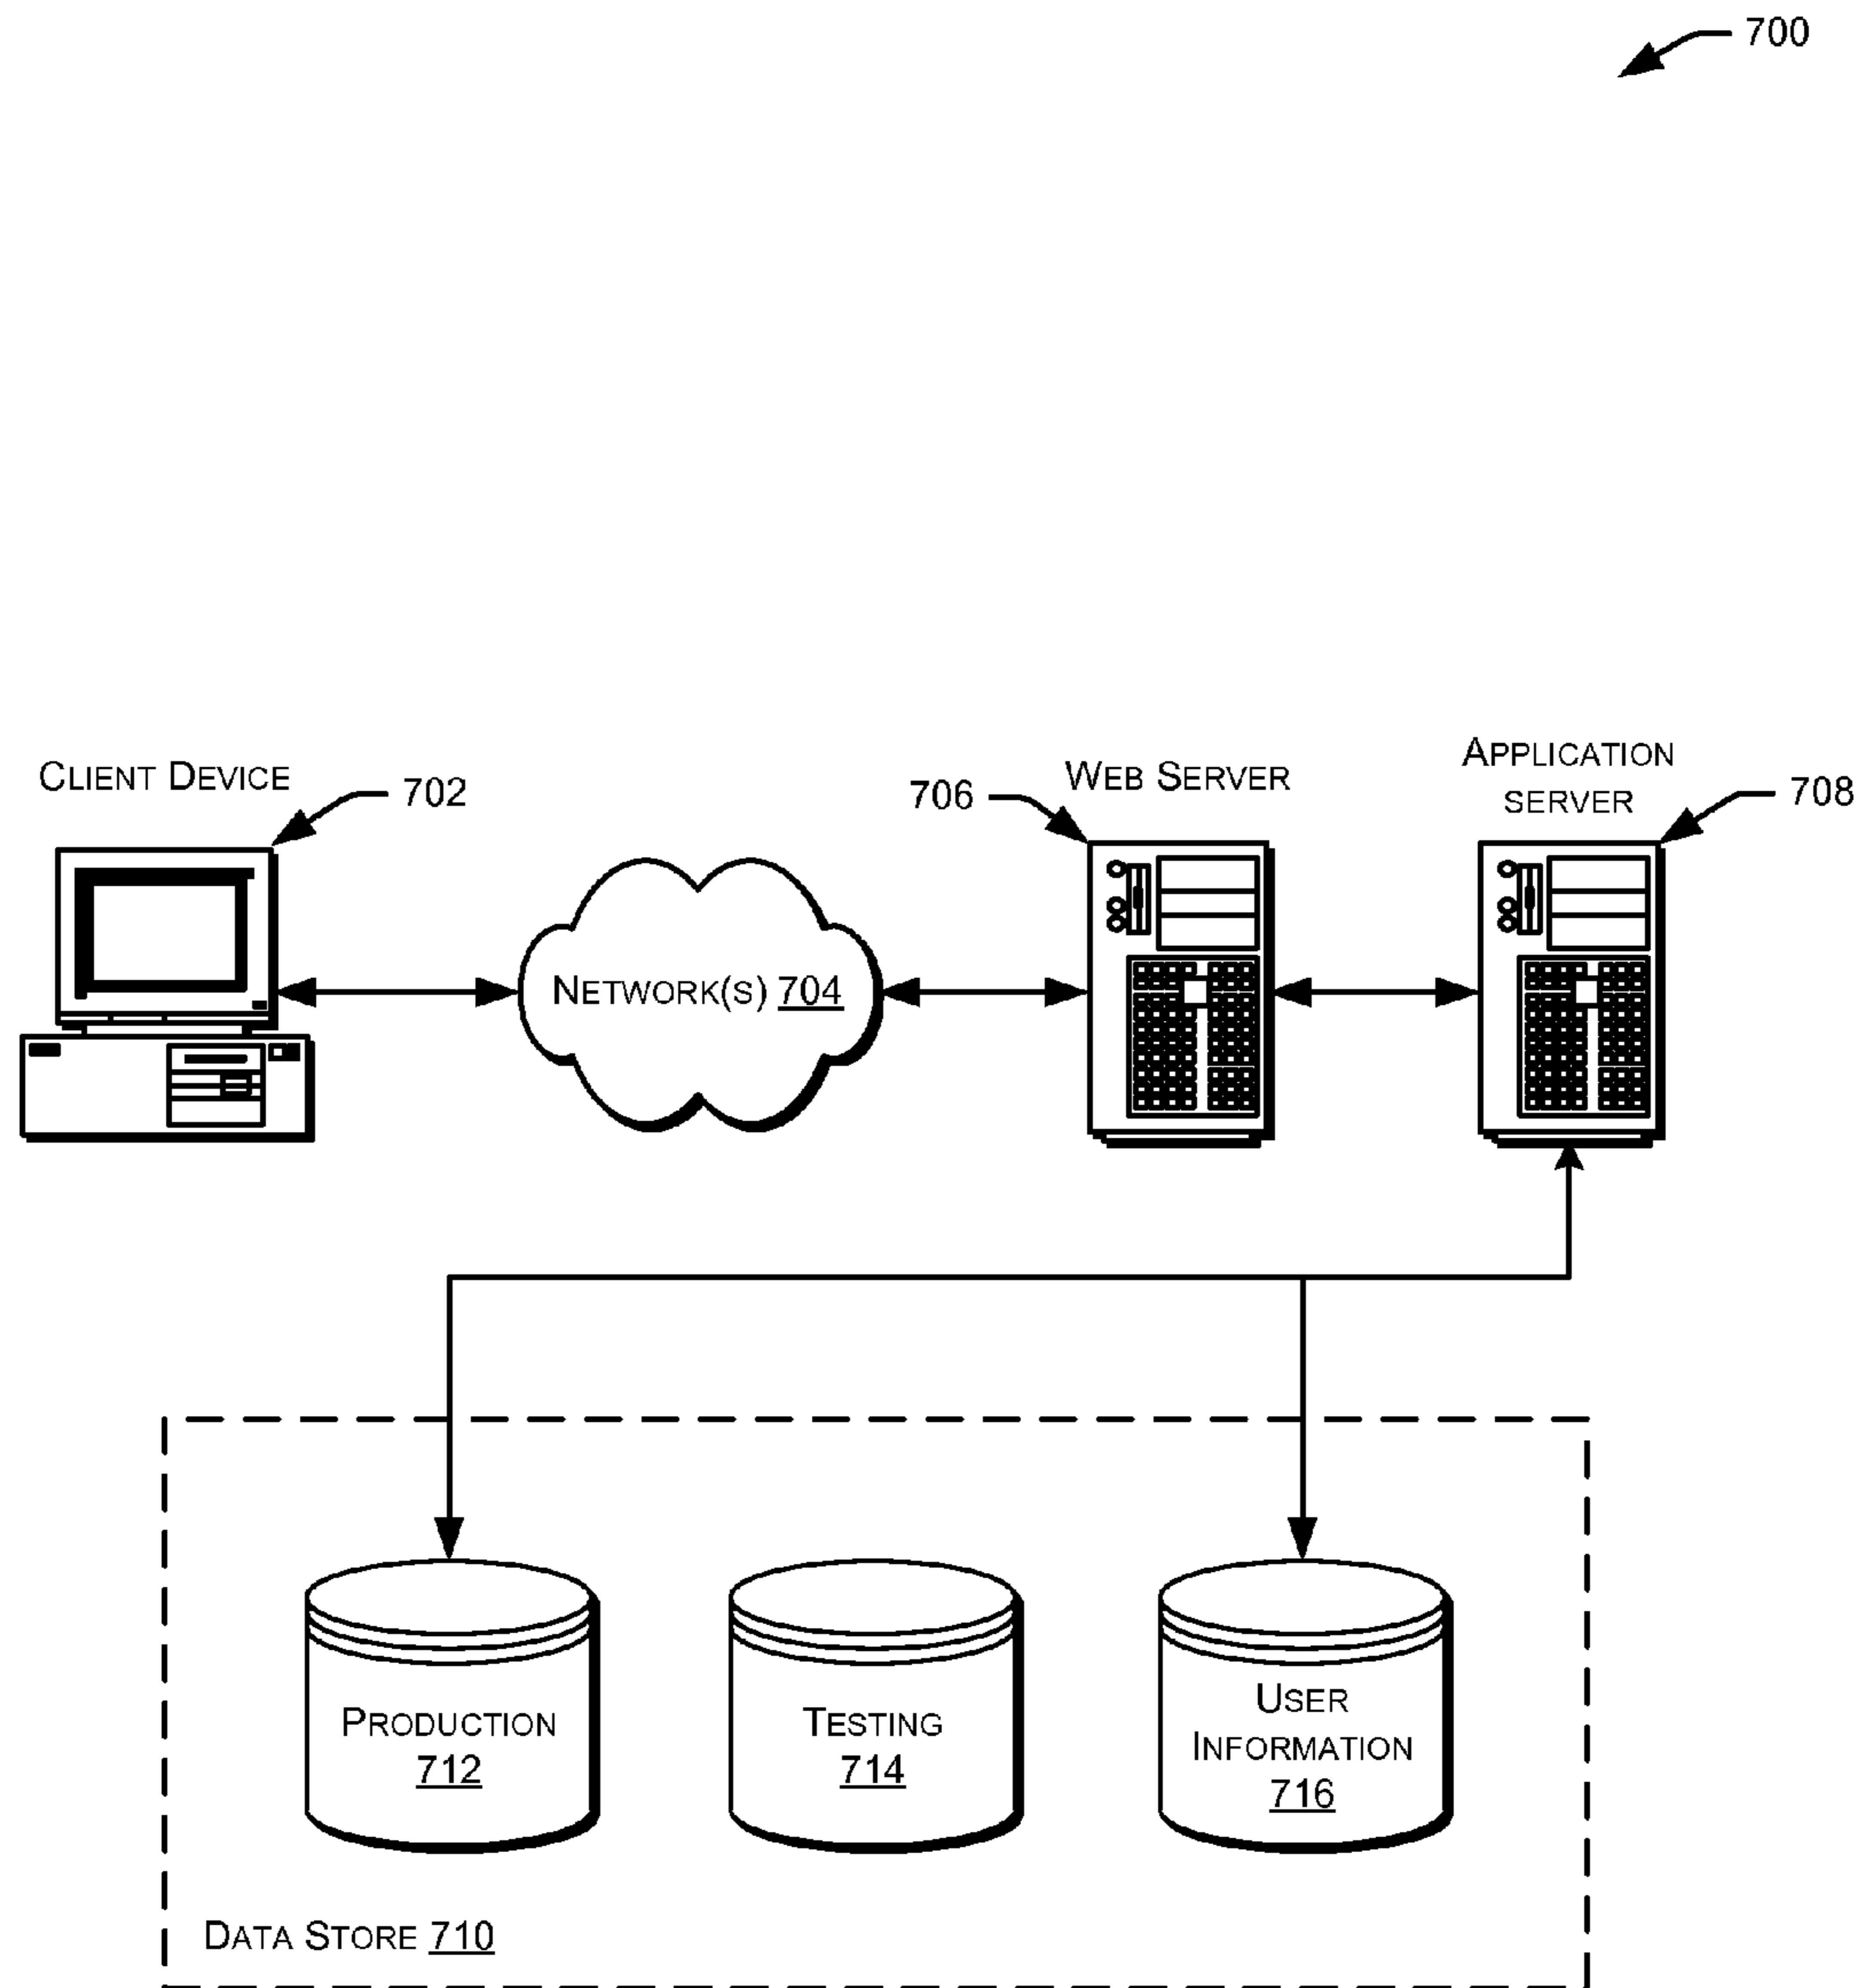 700
CLIENT DEVICE
702
706
WEB SERVER
APPLICATION
SERVER
708
NETWORK(S) 704
PRODUCTION
712
TESTING
714
USER
INFORMATION
716
DATA STORE 710